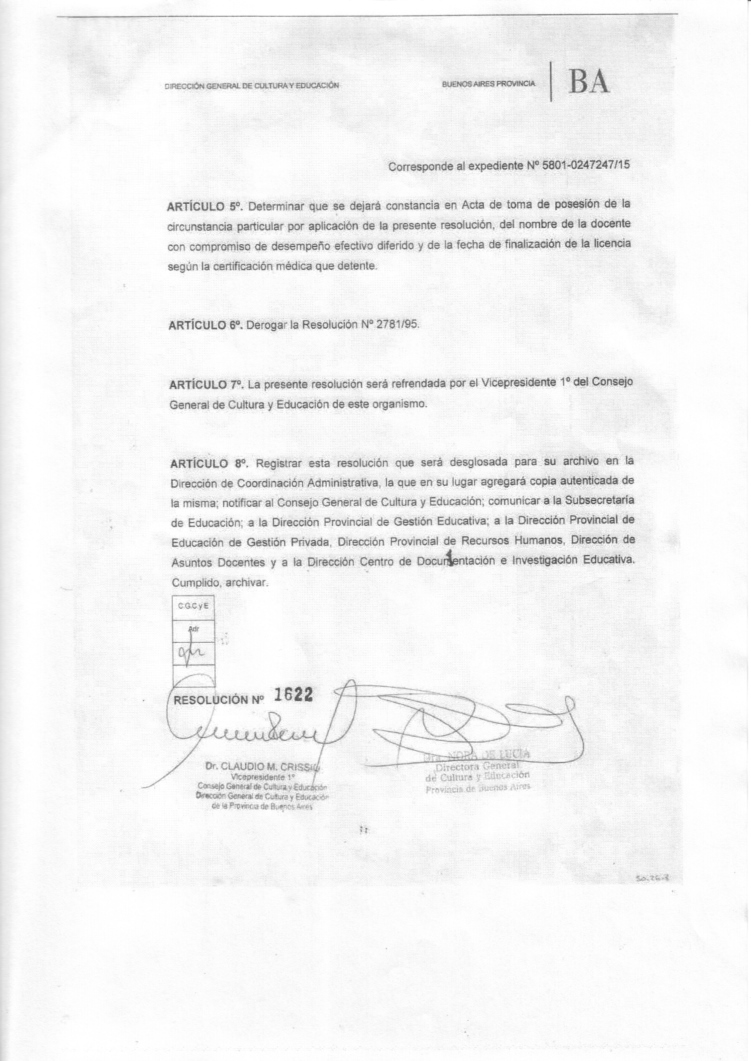 DIRECCIÓN GENERAL DE CULTURA Y EDUCACIÓN
BUENOS AIRES PROVINCIA
BA
Corresponde al expediente Nº 5801-0247247/15
ARTÍCULO 5º. Determinar que se dejará constancia en Acta de toma de posesión de la
circunstancia particular por aplicación de la presente resolución, del nombre de la docente
con compromiso de desempeño efectivo diferido y de la fecha de finalización de la licencia
según la certificación médica que detente.
ARTÍCULO 6º. Derogar la Resolución Nº 2781/95.
ARTÍCULO 7º. La presente resolución será refrendada por el Vicepresidente 1º del Consejo
General de Cultura y Educación de este organismo.
ARTÍCULO 8º. Registrar esta resolución que será desglosada para su archivo en la
Dirección de Coordinación Administrativa, la que en su lugar agregará copia autenticada de
la misma; notificar al Consejo General de Cultura y Educación; comunicar a la Subsecretaría
de Educación; a la Dirección Provincial de Gestión Educativa; a la Dirección Provincial de
Educación de Gestión Privada, Dirección Provincial de Recursos Humanos, Dirección de
Asuntos Docentes y a la Dirección Centro de Documentación e Investigación Educativa.
Cumplido, archivar.
C.G.C y E
Adr
RESOLUCIÓN Nº 1622
Dr. CLAUDIO M. CRISSIO
Vicepresidente 1º
Consejo General de Cultura y Educación
Dirección General de Cultura y Educación
de la Provincia de Buenos Aires
Dra. NORA DE LUCIA
Directora General
de Cultura y Educación
Provincia de Buenos Aires